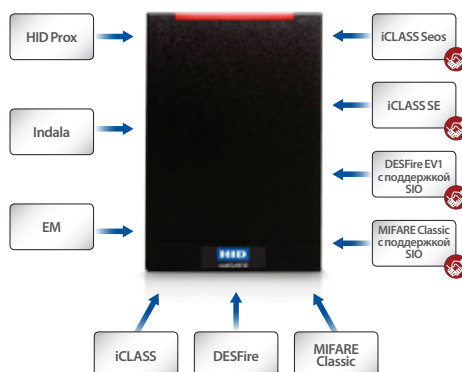 HID Prox
iCLASS Seos
Indala
iCLASS SE
DESFire EV1
с поддержкой
SIO
EM
MIFARE Classic
с поддержкой
SIO
HID
iCLASS
DESFire
MIFARE
Classic